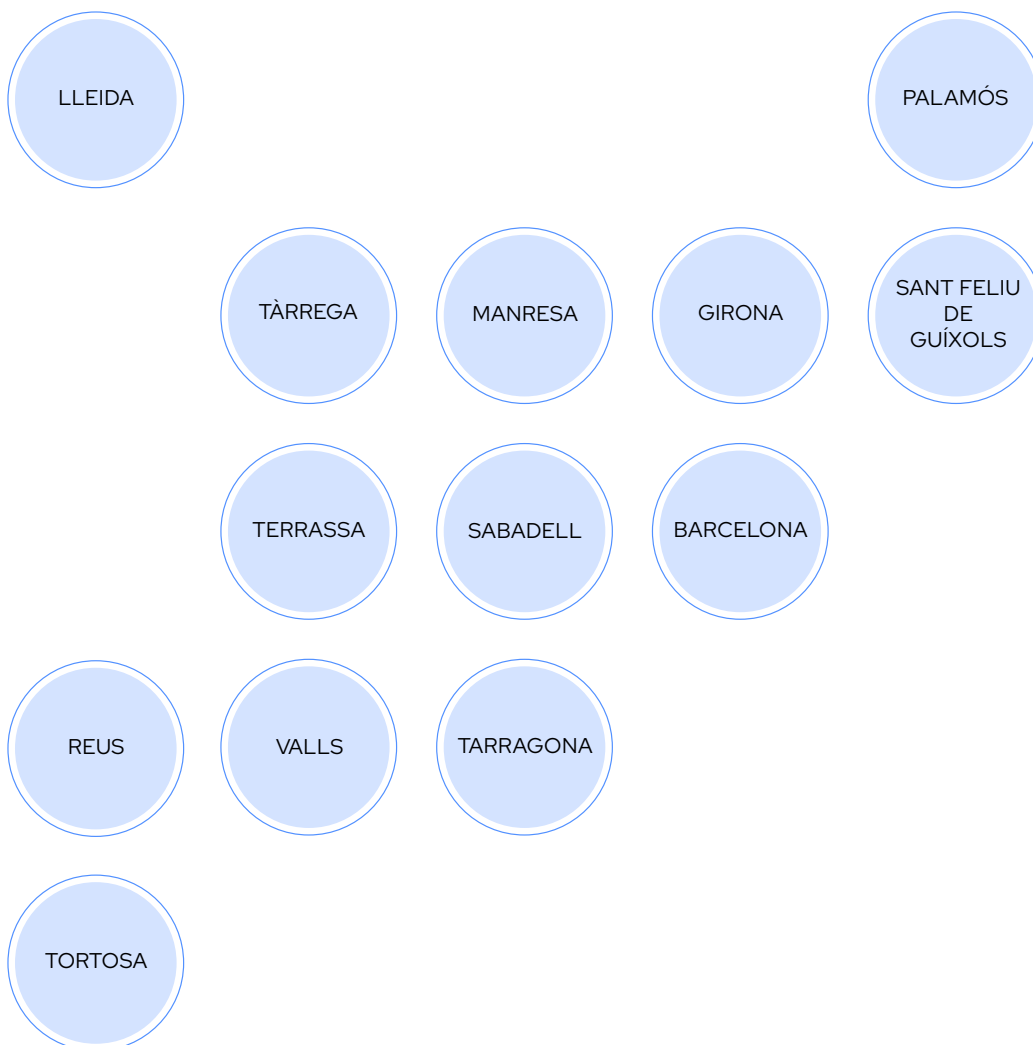 LLEIDA
PALAMÓS
TÀRREGA
MANRESA
GIRONA
SANT FELIU
DE
GUÍXOLS
TERRASSA
SABADELL
BARCELONA
REUS
VALLS
TARRAGONA
TORTOSA